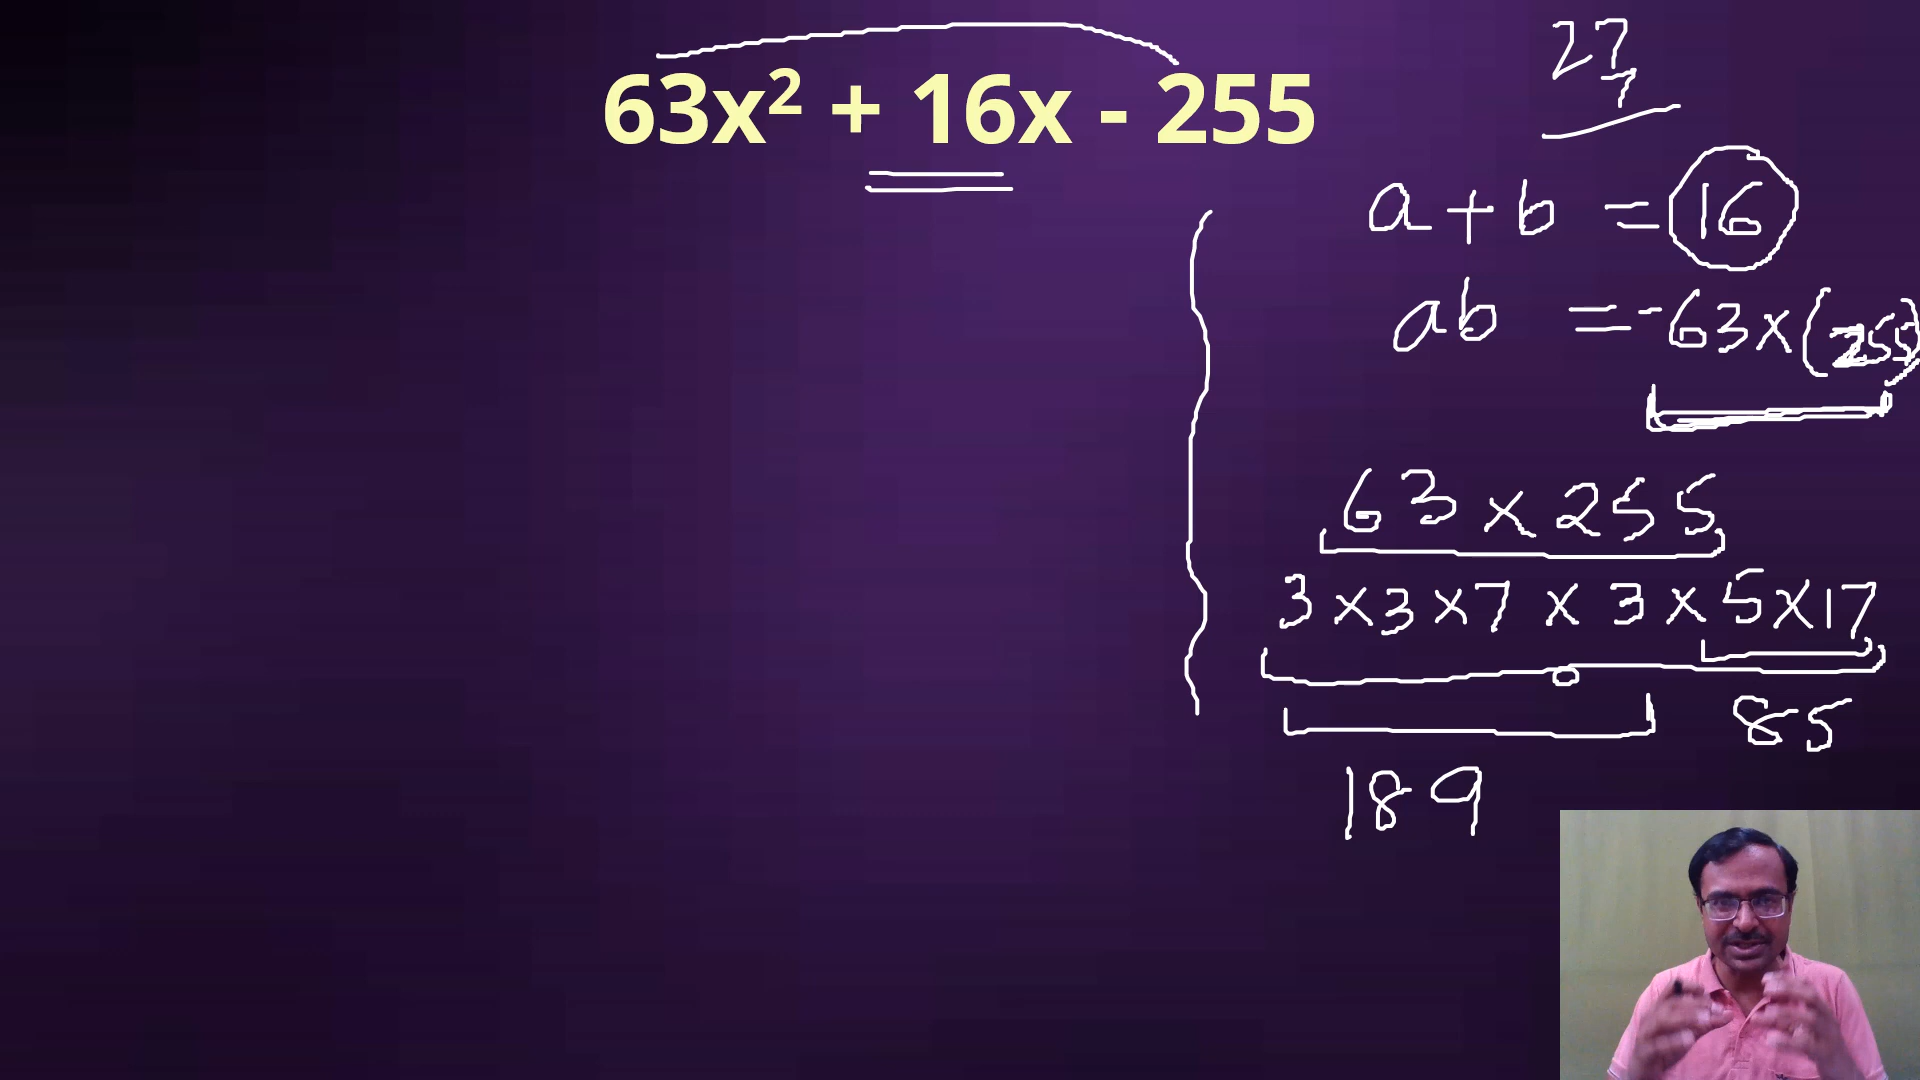 63x² + 16x - 255
27
7
a + b = 16
ab = -63 x (255)
63 x 255
3 x 3 x 7 x 3 x 5 x 17
85
189